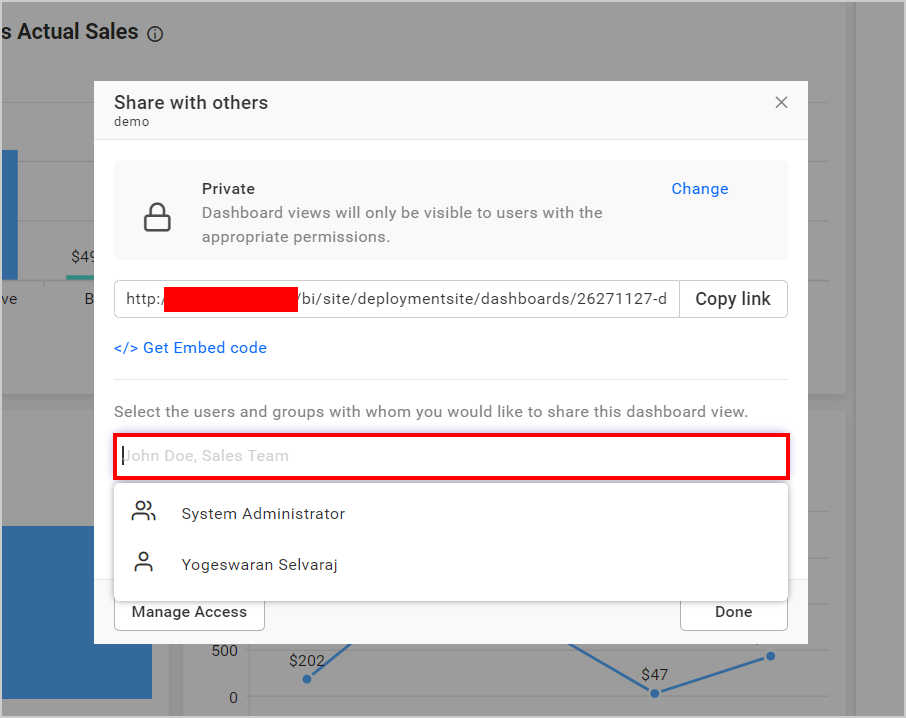 s Actual Sales
Share with others
demo
Private
Change
Dashboard views will only be visible to users with the
appropriate permissions.
http:/
/bi/site/deploymentsite/dashboards/26271127-d
Copy link
</> Get Embed code
Select the users and groups with whom you would like to share this dashboard view.
John Doe, Sales Team
System Administrator
Yogeswaran Selvaraj
Manage Access
Done
$49
ve
B
500
0
$202
$47